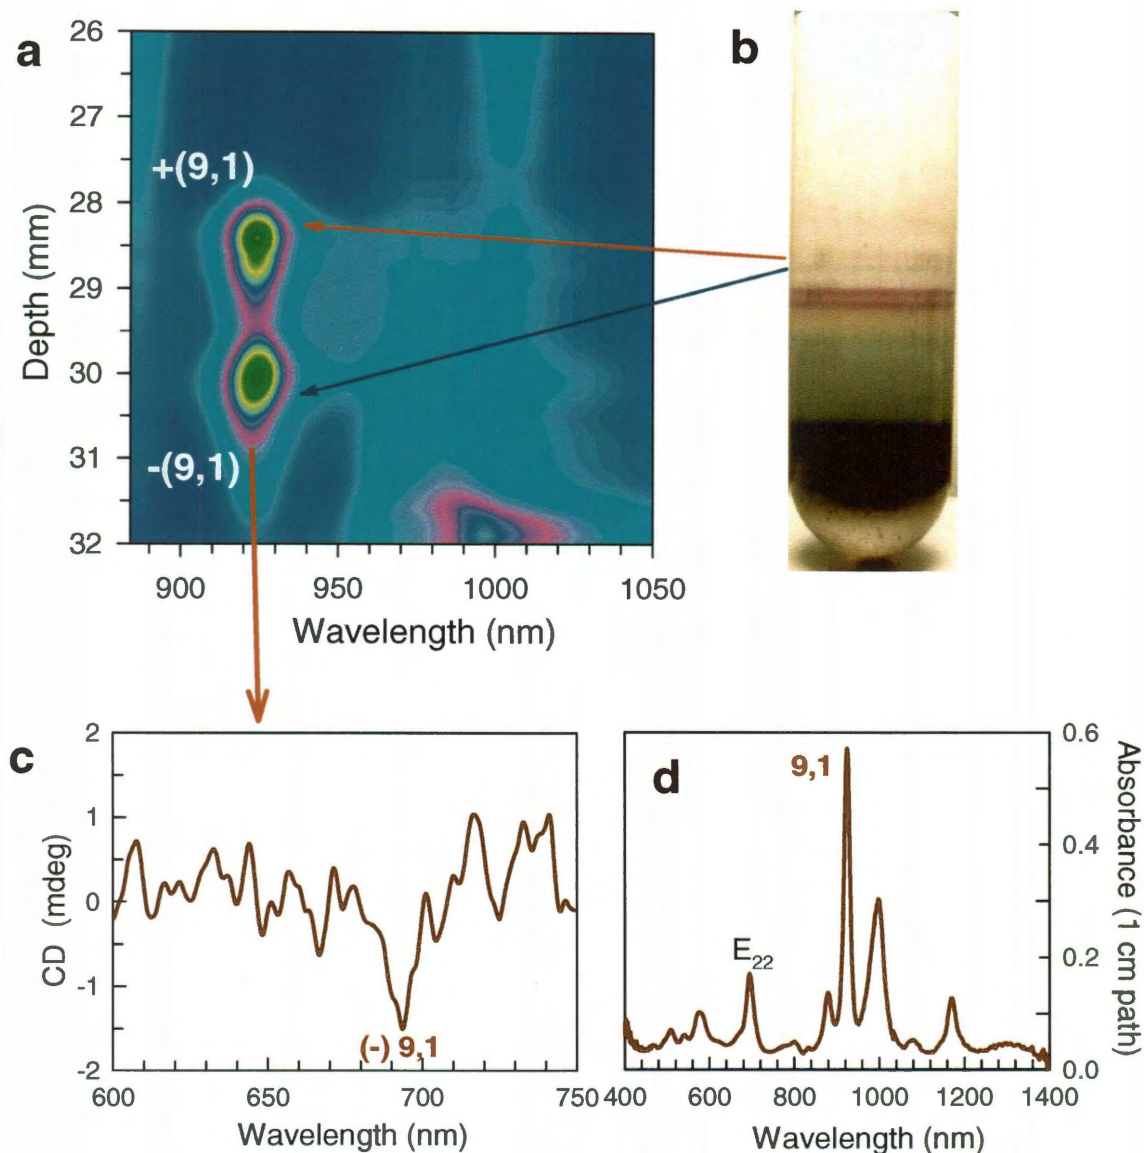 a
26
27
28
29
30
31
32
Depth (mm)
+(9,1)
-(9,1)
900 950 1000 1050
Wavelength (nm)
b
c
2
1
0
-1
-2
CD (mdeg)
(-) 9,1
600 650 700 750
Wavelength (nm)
d
9,1
E22
0.6
0.4
0.2
0.0
Absorbance (1 cm path)
400 600 800 1000 1200 1400
Wavelength (nm)